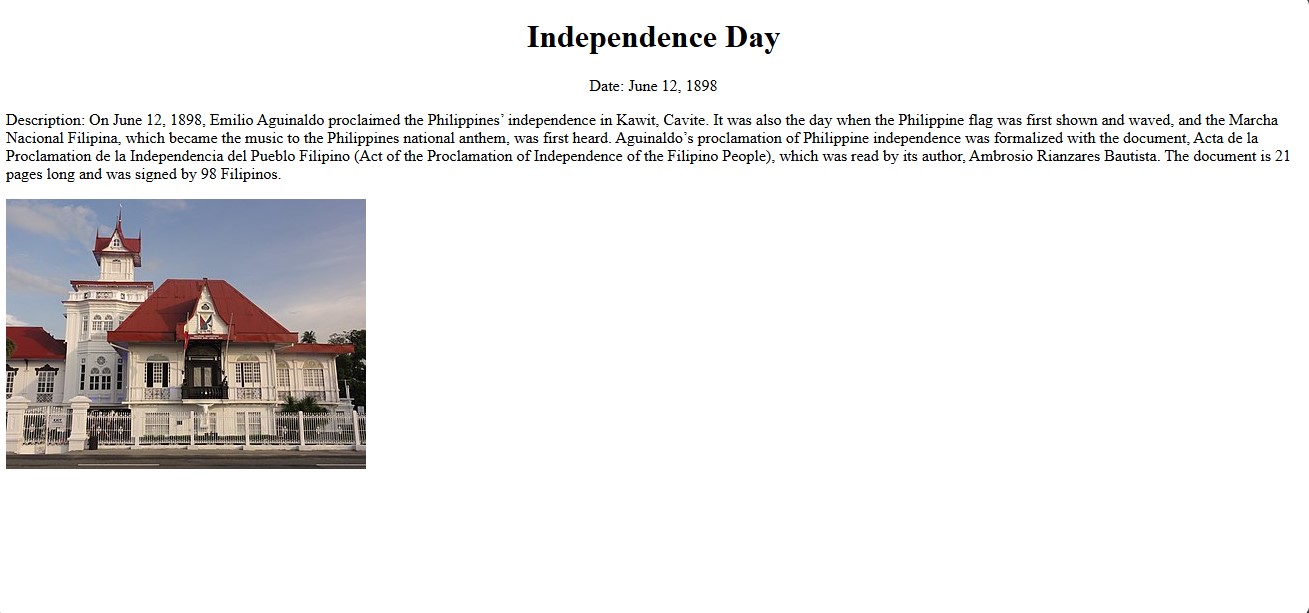 Independence Day
Date: June 12, 1898
Description: On June 12, 1898, Emilio Aguinaldo proclaimed the Philippines’ independence in Kawit, Cavite. It was also the day when the Philippine flag was first shown and waved, and the Marcha
Nacional Filipina, which became the music to the Philippines national anthem, was first heard. Aguinaldo’s proclamation of Philippine independence was formalized with the document, Acta de la
Proclamation de la Independencia del Pueblo Filipino (Act of the Proclamation of Independence of the Filipino People), which was read by its author, Ambrosio Rianzares Bautista. The document is 21
pages long and was signed by 98 Filipinos.